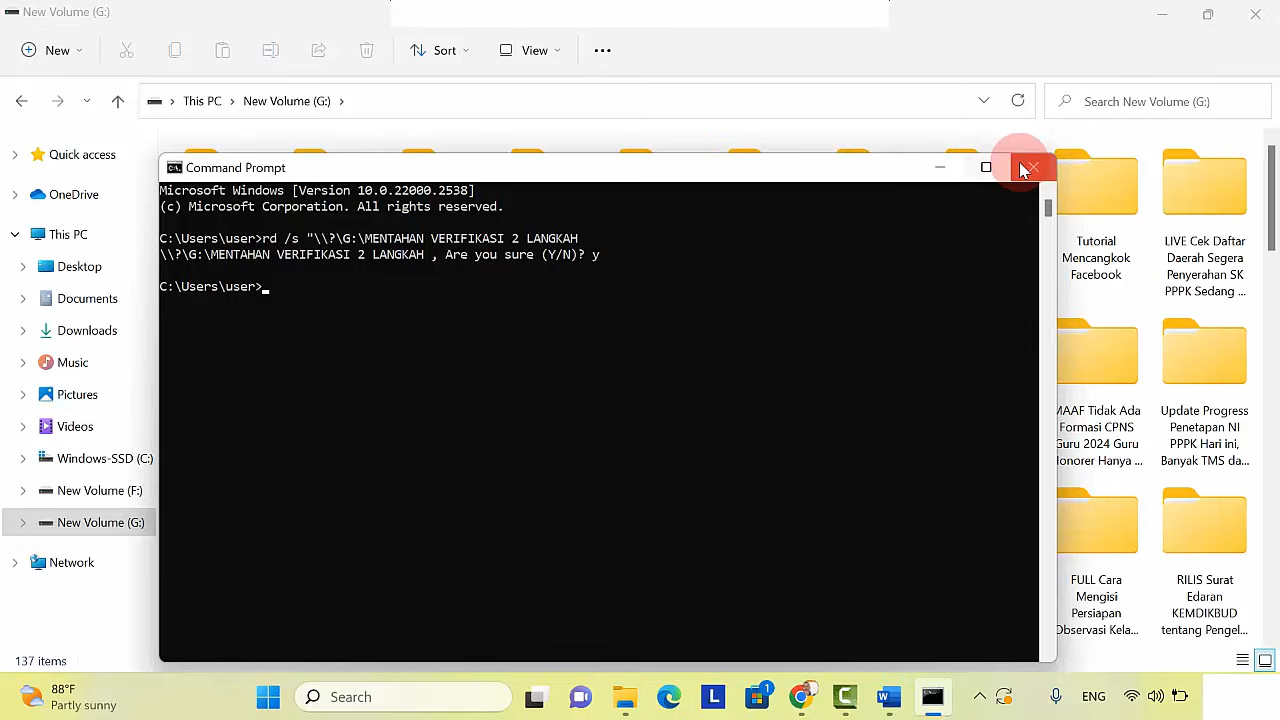 New Volume (G:)
New
Sort
View
This PC
New Volume (G:)
Search New Volume (G:)
Quick access
OneDrive
This PC
Desktop
Documents
Downloads
Music
Pictures
Videos
Windows-SSD (C:)
New Volume (F:)
New Volume (G:)
Network
Command Prompt
Microsoft Windows [Version 10.0.22000.2538]
(c) Microsoft Corporation. All rights reserved.
C:\Users\user>rd /s "\\?\G:\MENTAHAN VERIFIKASI 2 LANGKAH
\\?\G:\MENTAHAN VERIFIKASI 2 LANGKAH , Are you sure (Y/N)? y
C:\Users\user>
Tutorial
Mencangkok
Facebook
LIVE Cek Daftar
Daerah Segera
Penyerahan SK
PPPK Sedang ...
MAAF Tidak Ada
Formasi CPNS
Guru 2024 Guru
Honorer Hanya ...
Update Progress
Penetapan NI
PPPK Hari ini,
Banyak TMS da...
FULL Cara
Mengisi
Persiapan
Observasi Kela...
RILIS Surat
Edaran
KEMDIKBUD
tentang Pengel...
137 items
88°F
Partly sunny
Search
L
1
ENG